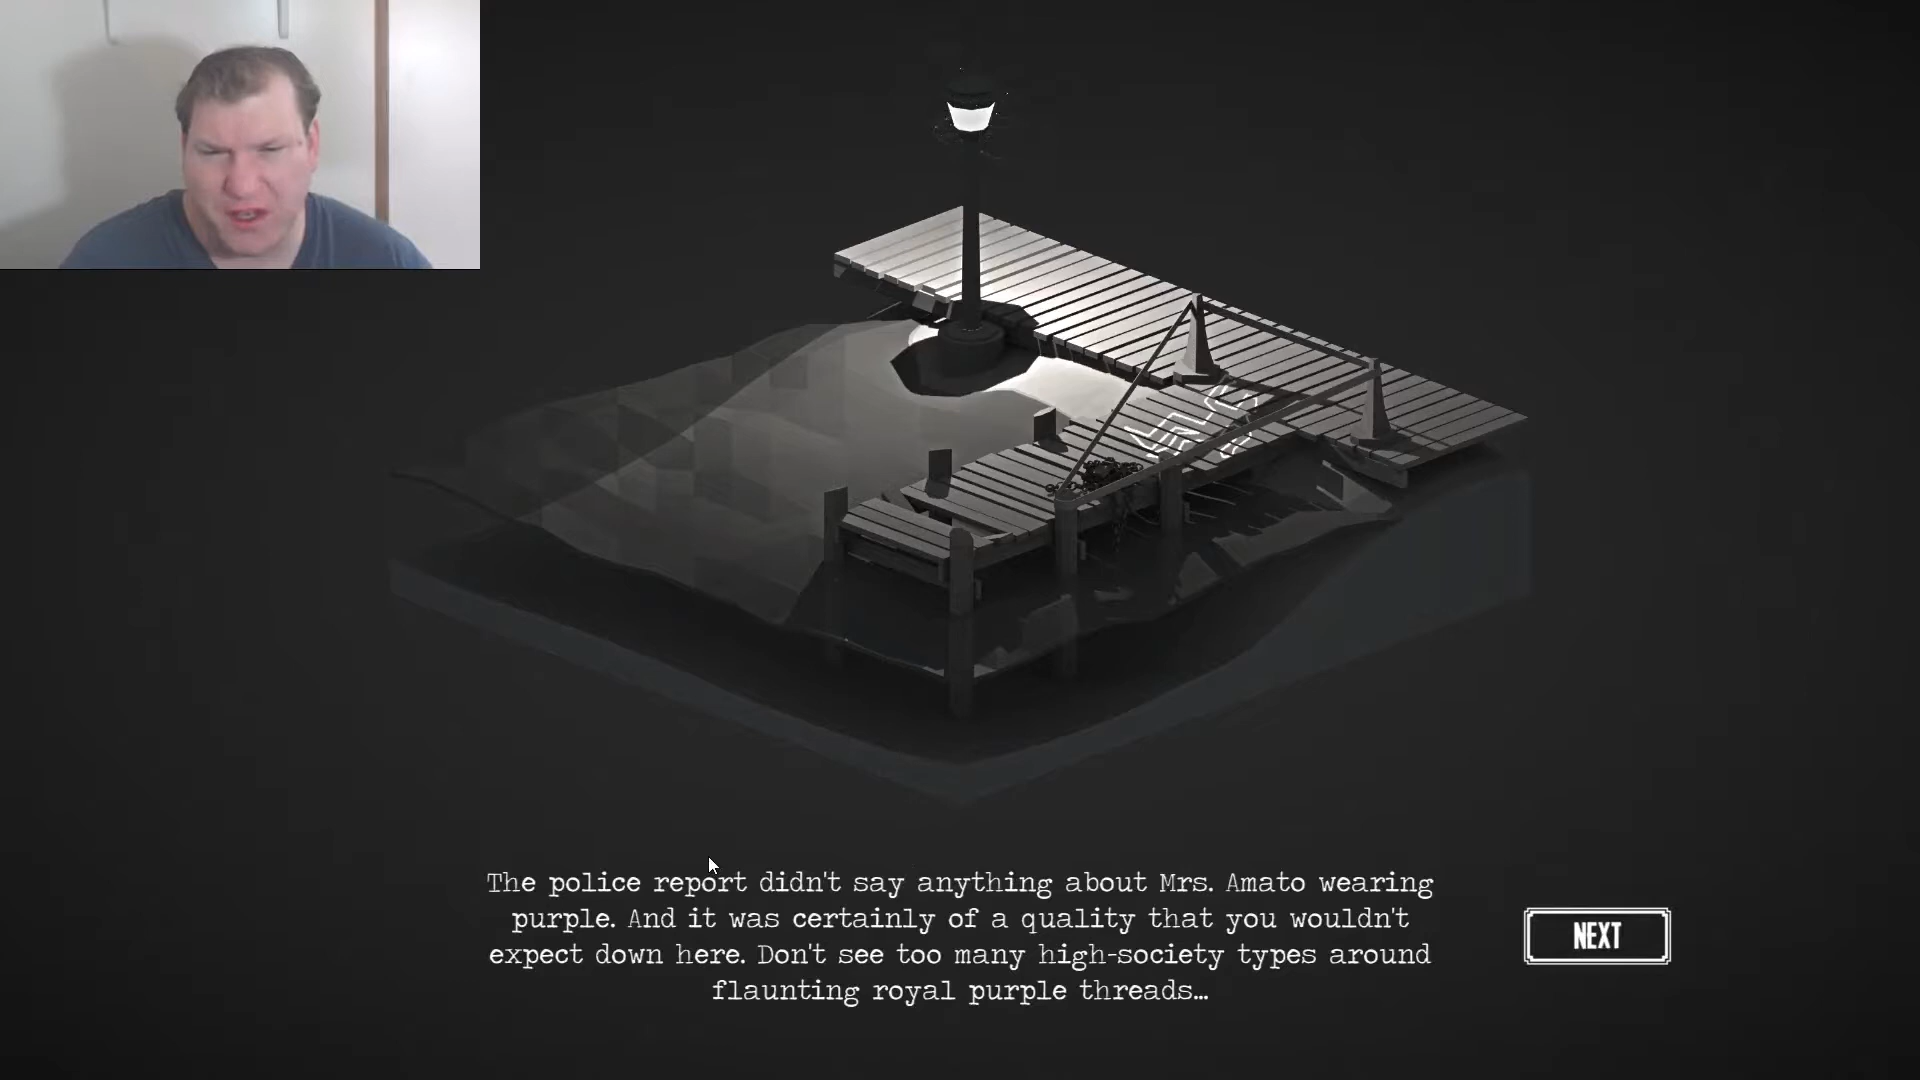 The police report didn't say anything about Mrs. Amato wearing
purple. And it was certainly of a quality that you wouldn't
expect down here. Don't see too many high-society types around
flaunting royal purple threads…
NEXT